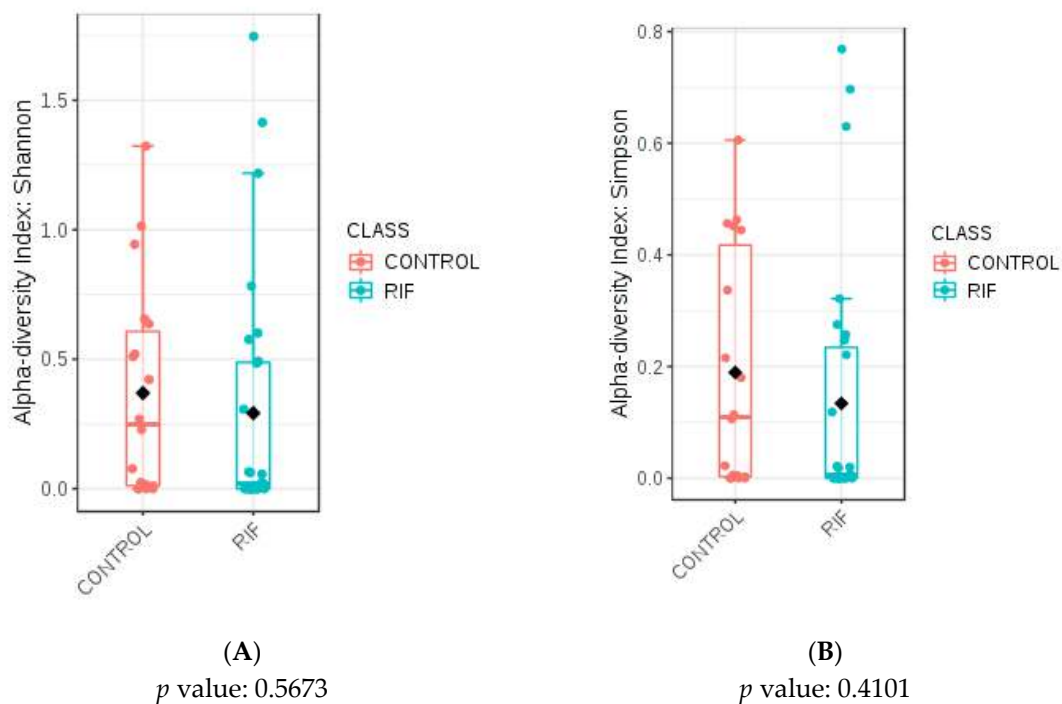 Alpha-diversity Index: Shannon
1.5
1.0
0.5
0.0
CONTROL
RIF
CLASS
CONTROL
RIF
(A)
p value: 0.5673
Alpha-diversity Index: Simpson
0.8
0.6
0.4
0.2
0.0
CONTROL
RIF
CLASS
CONTROL
RIF
(B)
p value: 0.4101